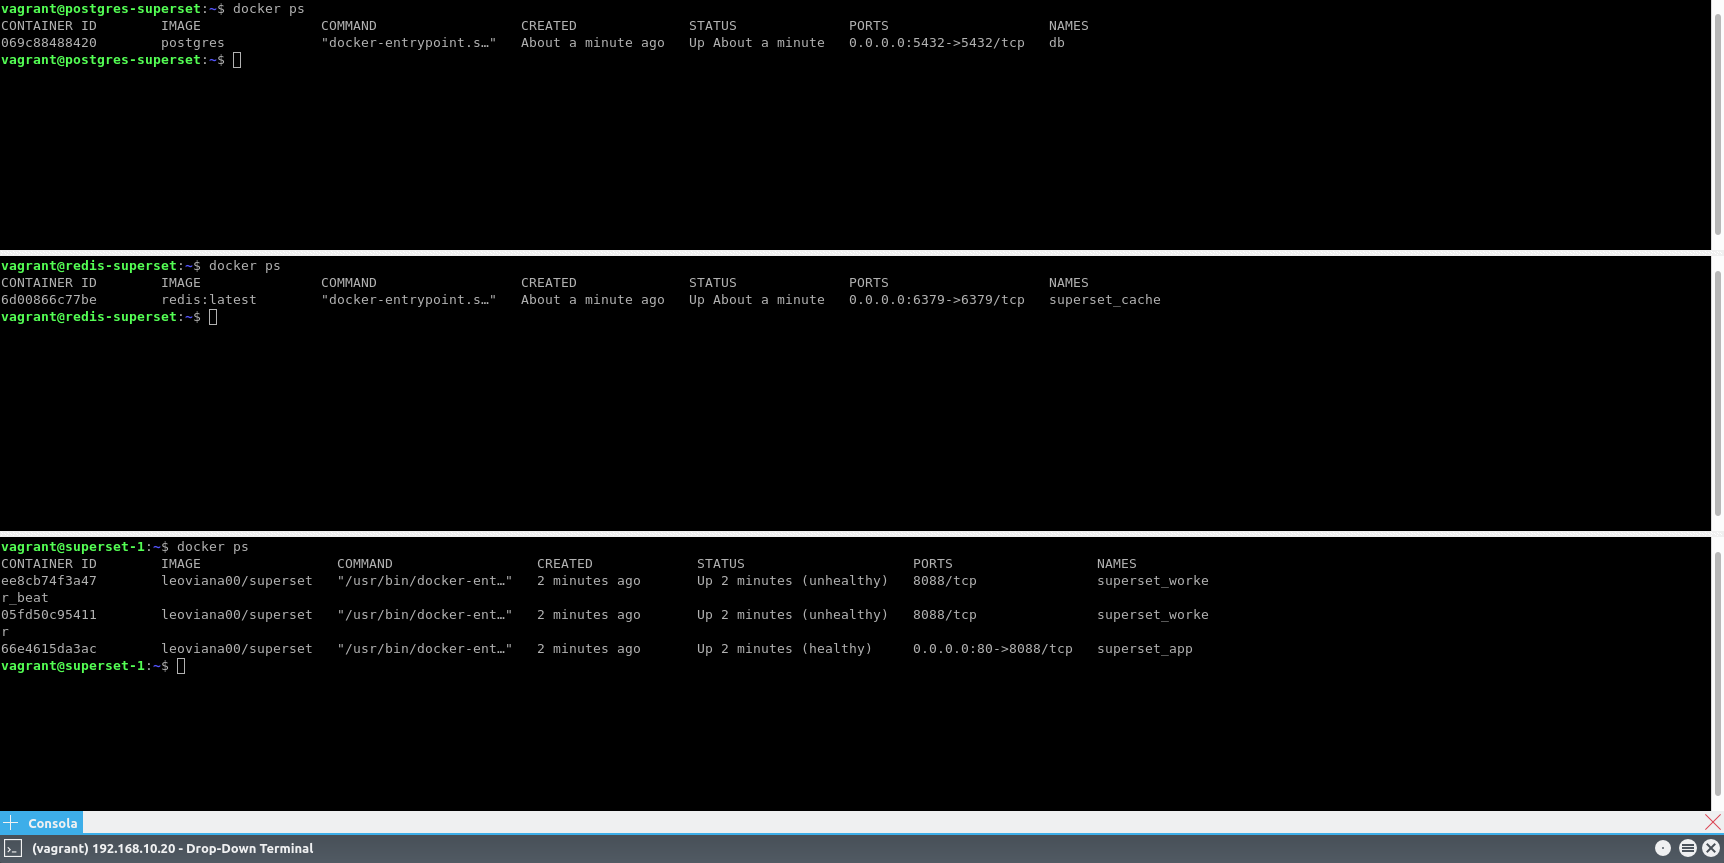 vagrant@postgres-superset:~$ docker ps
CONTAINER ID        IMAGE               COMMAND                  CREATED              STATUS              PORTS                    NAMES
069c88488420        postgres            "docker-entrypoint.s…"   About a minute ago   Up About a minute   0.0.0.0:5432->5432/tcp   db
vagrant@postgres-superset:~$
vagrant@redis-superset:~$ docker ps
CONTAINER ID        IMAGE               COMMAND                  CREATED              STATUS              PORTS                    NAMES
6d00866c77be        redis:latest        "docker-entrypoint.s…"   About a minute ago   Up About a minute   0.0.0.0:6379->6379/tcp   superset_cache
vagrant@redis-superset:~$
vagrant@superset-1:~$ docker ps
CONTAINER ID        IMAGE                 COMMAND                  CREATED             STATUS                     PORTS                  NAMES
ee8cb74f3a47        leoviana00/superset   "/usr/bin/docker-ent…"   2 minutes ago       Up 2 minutes (unhealthy)   8088/tcp               superset_worke
r_beat
05fd50c95411        leoviana00/superset   "/usr/bin/docker-ent…"   2 minutes ago       Up 2 minutes (unhealthy)   8088/tcp               superset_worke
r
66e4615da3ac        leoviana00/superset   "/usr/bin/docker-ent…"   2 minutes ago       Up 2 minutes (healthy)     0.0.0.0:80->8088/tcp   superset_app
vagrant@superset-1:~$
Consola
(vagrant) 192.168.10.20 - Drop-Down Terminal